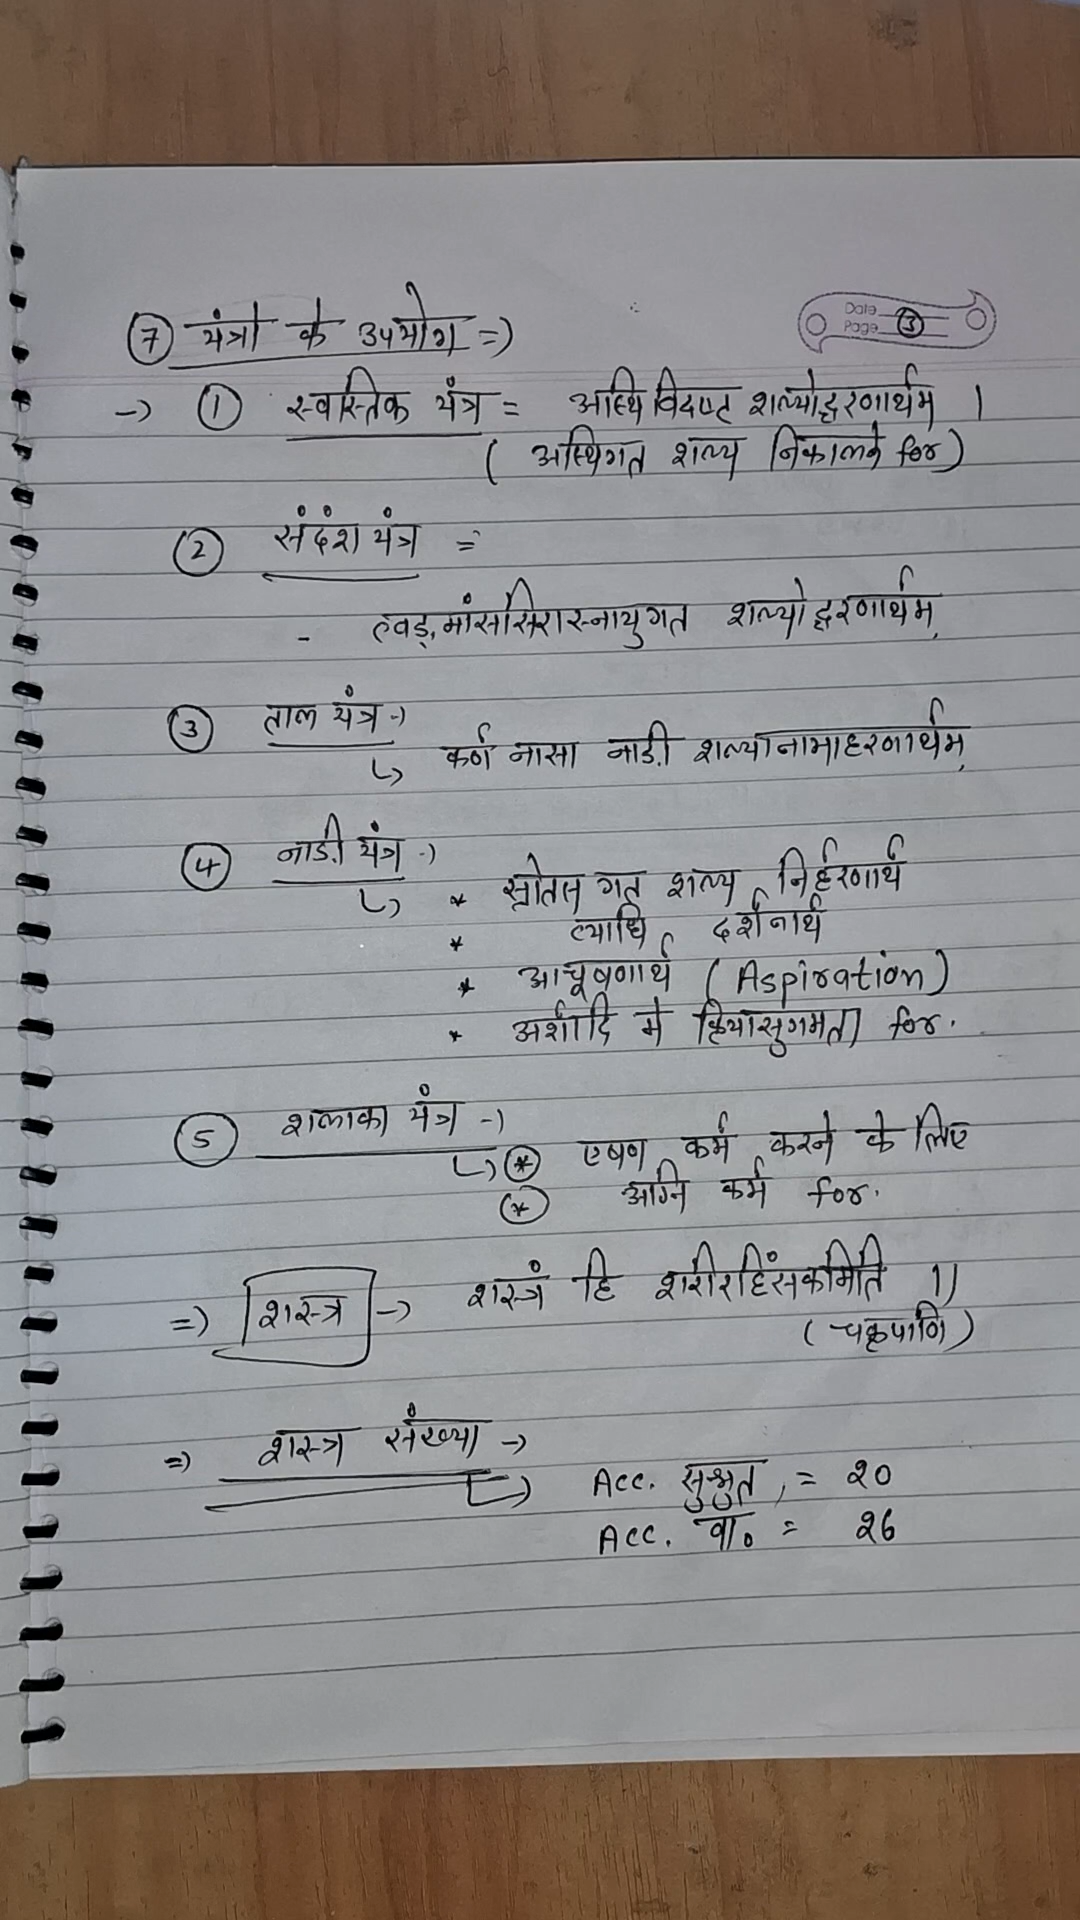 Date
Page ③
⑦ यंत्रो के उपयोग =>
-> ① स्वस्तिक यंत्र = अस्थि विदष्ट शल्योद्धरणार्थम ।
( अस्थिगत शल्य निकालने for)
② संदंश यंत्र =
- त्वड्.मांससिरास्नायुगत शल्योद्धरणार्थम्
③ ताल यंत्र ->
↳ कर्ण नासा नाड़ी शल्यानामाहरणार्थम्
④ नाड़ी यंत्र ->
↳ * स्रोतस गत शल्य निर्हरणार्थ
* व्याधि दर्शनार्थ
* आचूषणार्थ (Aspiration)
* अर्शादि मे क्रियासुगमता for.
⑤ शलाका यंत्र ->
↳ * एषण कर्म करने के लिए
* अग्नि कर्म for.
=> शस्त्र -> शस्त्रं हि शरीरहिंसकमिति ।)
(चक्रपाणि)
=> शस्त्र संख्या ->
↳ Acc. सुश्रुत, = २०
Acc. वा० = २६